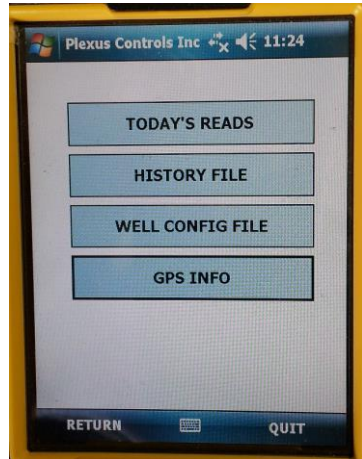 Plexus Controls Inc 11:24
TODAY'S READS
HISTORY FILE
WELL CONFIG FILE
GPS INFO
RETURN QUIT